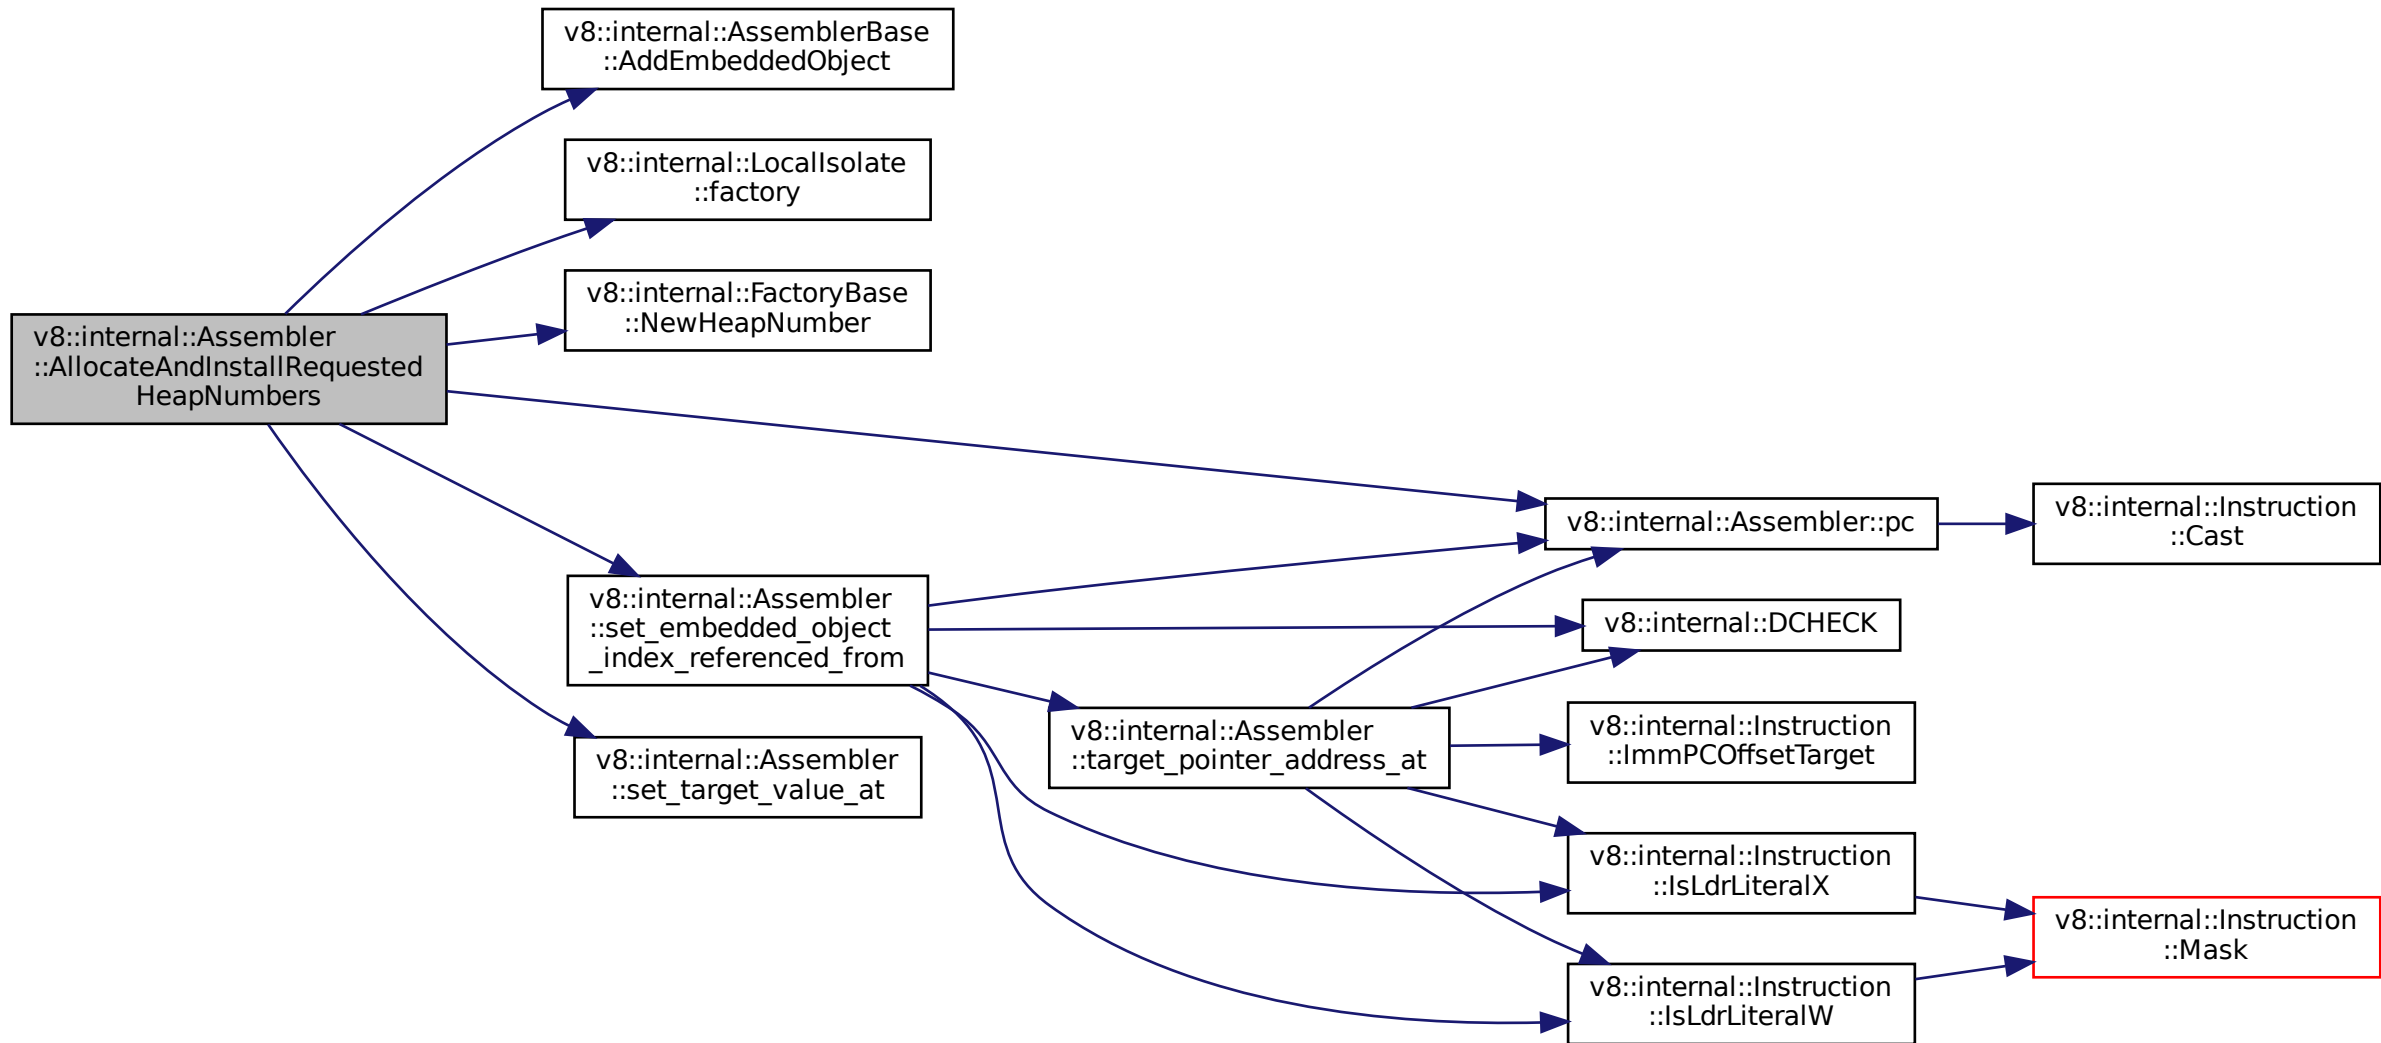 v8::internal::AssemblerBase
::AddEmbeddedObject
v8::internal::LocalIsolate
::factory
v8::internal::FactoryBase
::NewHeapNumber
v8::internal::Assembler
::AllocateAndInstallRequested
HeapNumbers
v8::internal::Assembler::pc
v8::internal::Instruction
::Cast
v8::internal::Assembler
::set_embedded_object
_index_referenced_from
v8::internal::DCHECK
v8::internal::Assembler
::target_pointer_address_at
v8::internal::Instruction
::ImmPCOffsetTarget
v8::internal::Assembler
::set_target_value_at
v8::internal::Instruction
::IsLdrLiteralX
v8::internal::Instruction
::Mask
v8::internal::Instruction
::IsLdrLiteralW